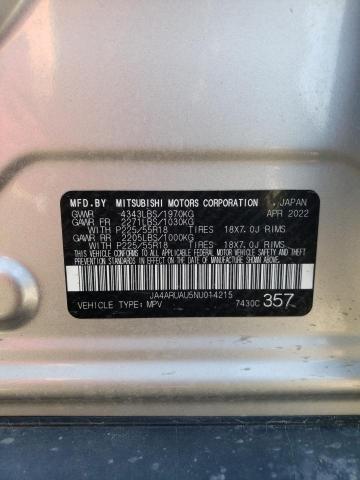 MFD.BY MITSUBISHI MOTORS CORPORATION , JAPAN
GVWR 4343LBS/1970KG APR 2022
GAWR FR 2271LBS/1030KG
WITH P225/55R18 TIRES 18X7.0J RIMS
GAWR RR 2205LBS/1000KG
WITH P225/55R18 TIRES 18X7.0J RIMS
THIS VEHICLE CONFORMS TO ALL APPLICABLE FEDERAL MOTOR
VEHICLE SAFETY, BUMPER, AND THEFT PREVENTION STANDARDS
IN EFFECT ON THE DATE OF MANUFACTURE SHOWN ABOVE.
JA4ARUAU5NU014215
VEHICLE TYPE: MPV 7430C 357